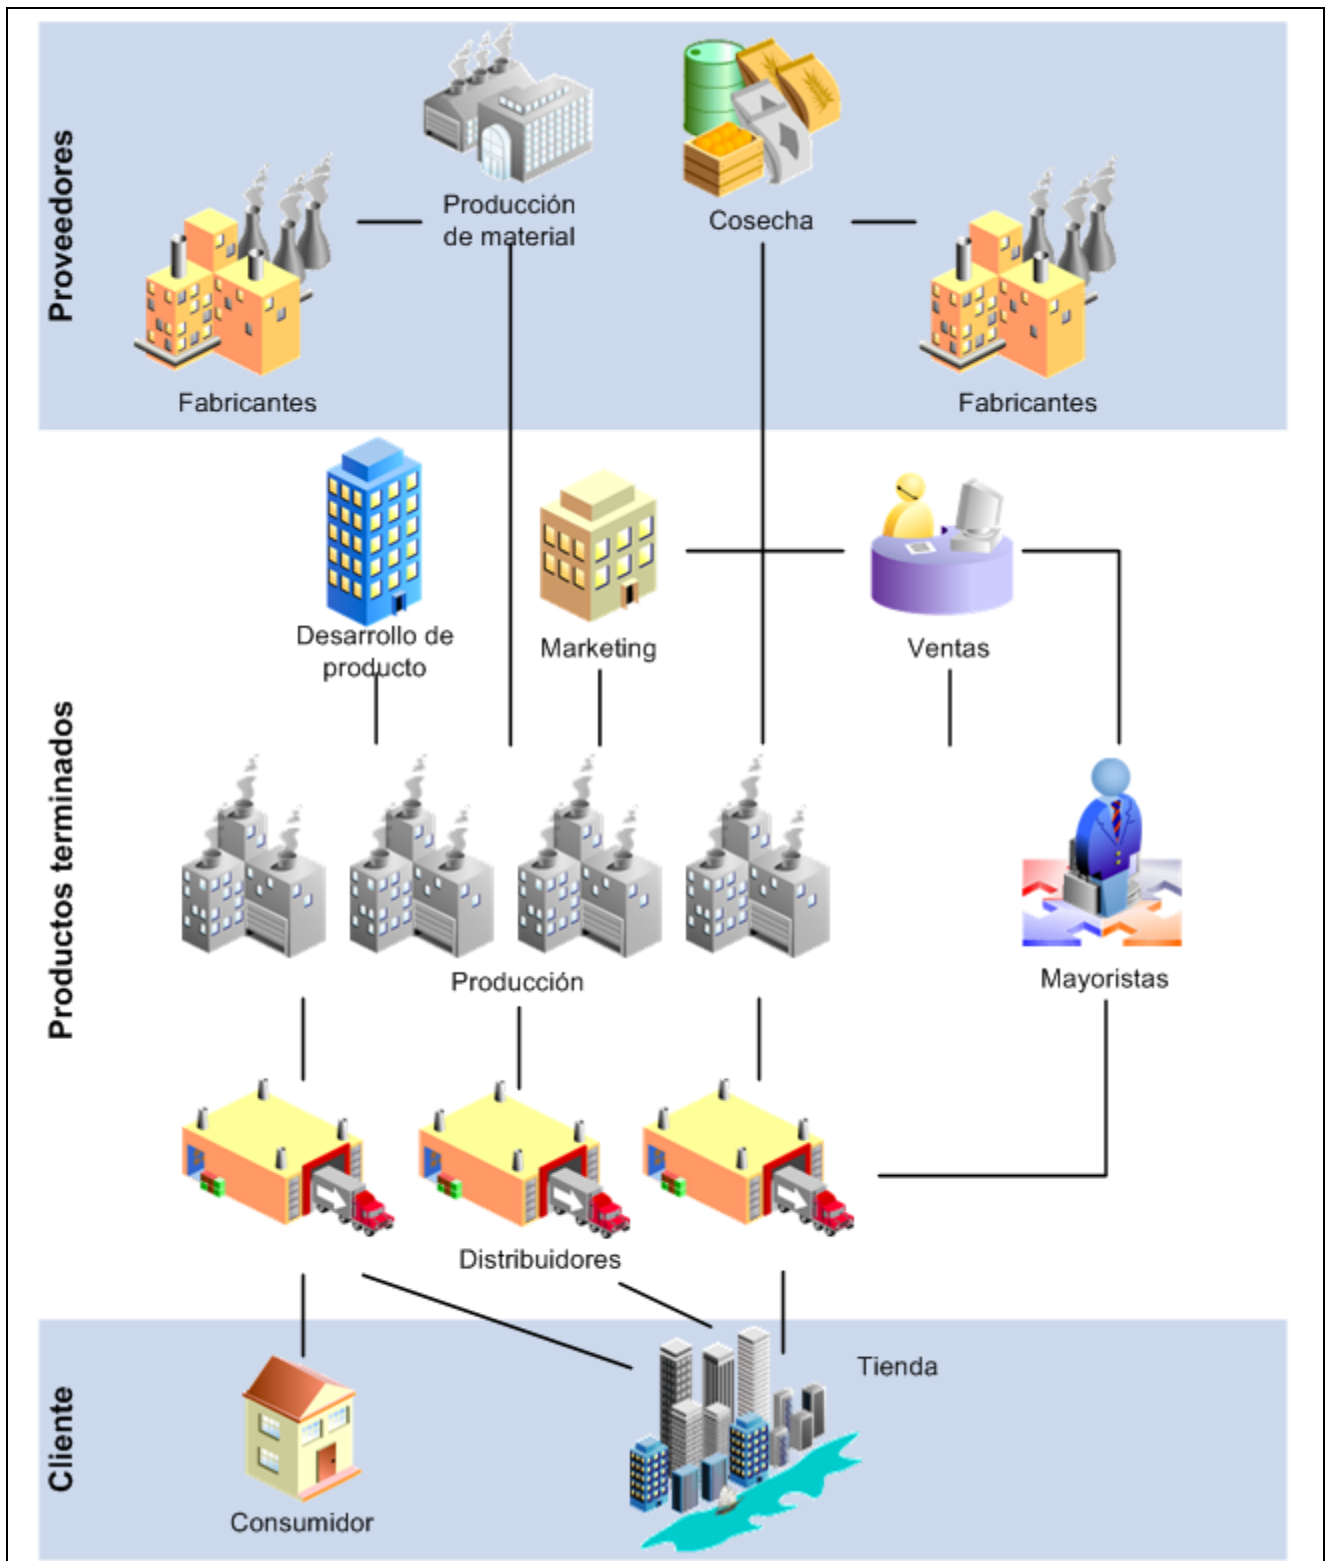 Proveedores
Producción
de material
Cosecha
Fabricantes
Fabricantes
Productos terminados
Desarrollo de
producto
Marketing
Ventas
Producción
Mayoristas
Distribuidores
Cliente
Tienda
Consumidor